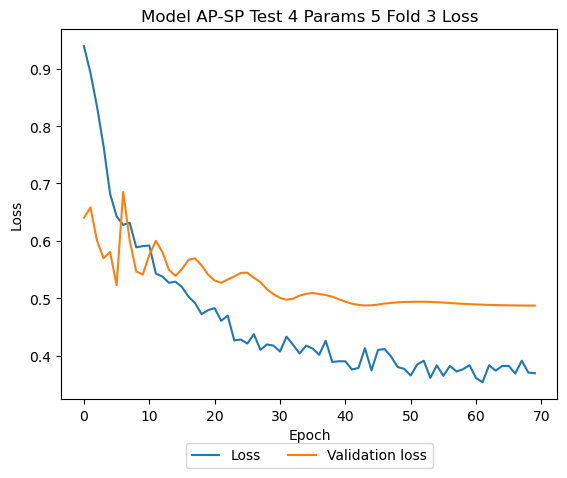 Model AP-SP Test 4 Params 5 Fold 3 Loss
Loss
0.9
0.8
0.7
0.6
0.5
0.4
0 10 20 30 40 50 60 70
Epoch
Loss Validation loss